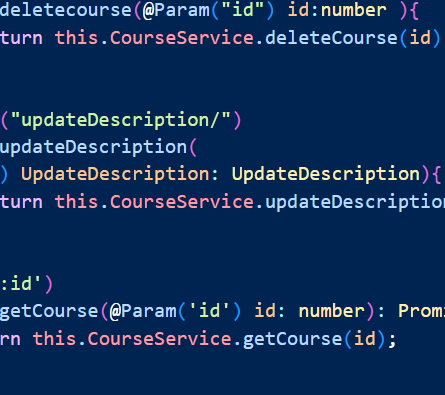 deletecourse(@Param("id") id:number ){
turn this.CourseService.deleteCourse(id)
("updateDescription/")
updateDescription(
) UpdateDescription: UpdateDescription){
turn this.CourseService.updateDescription
:id')
getCourse(@Param('id') id: number): Prom
rn this.CourseService.getCourse(id);